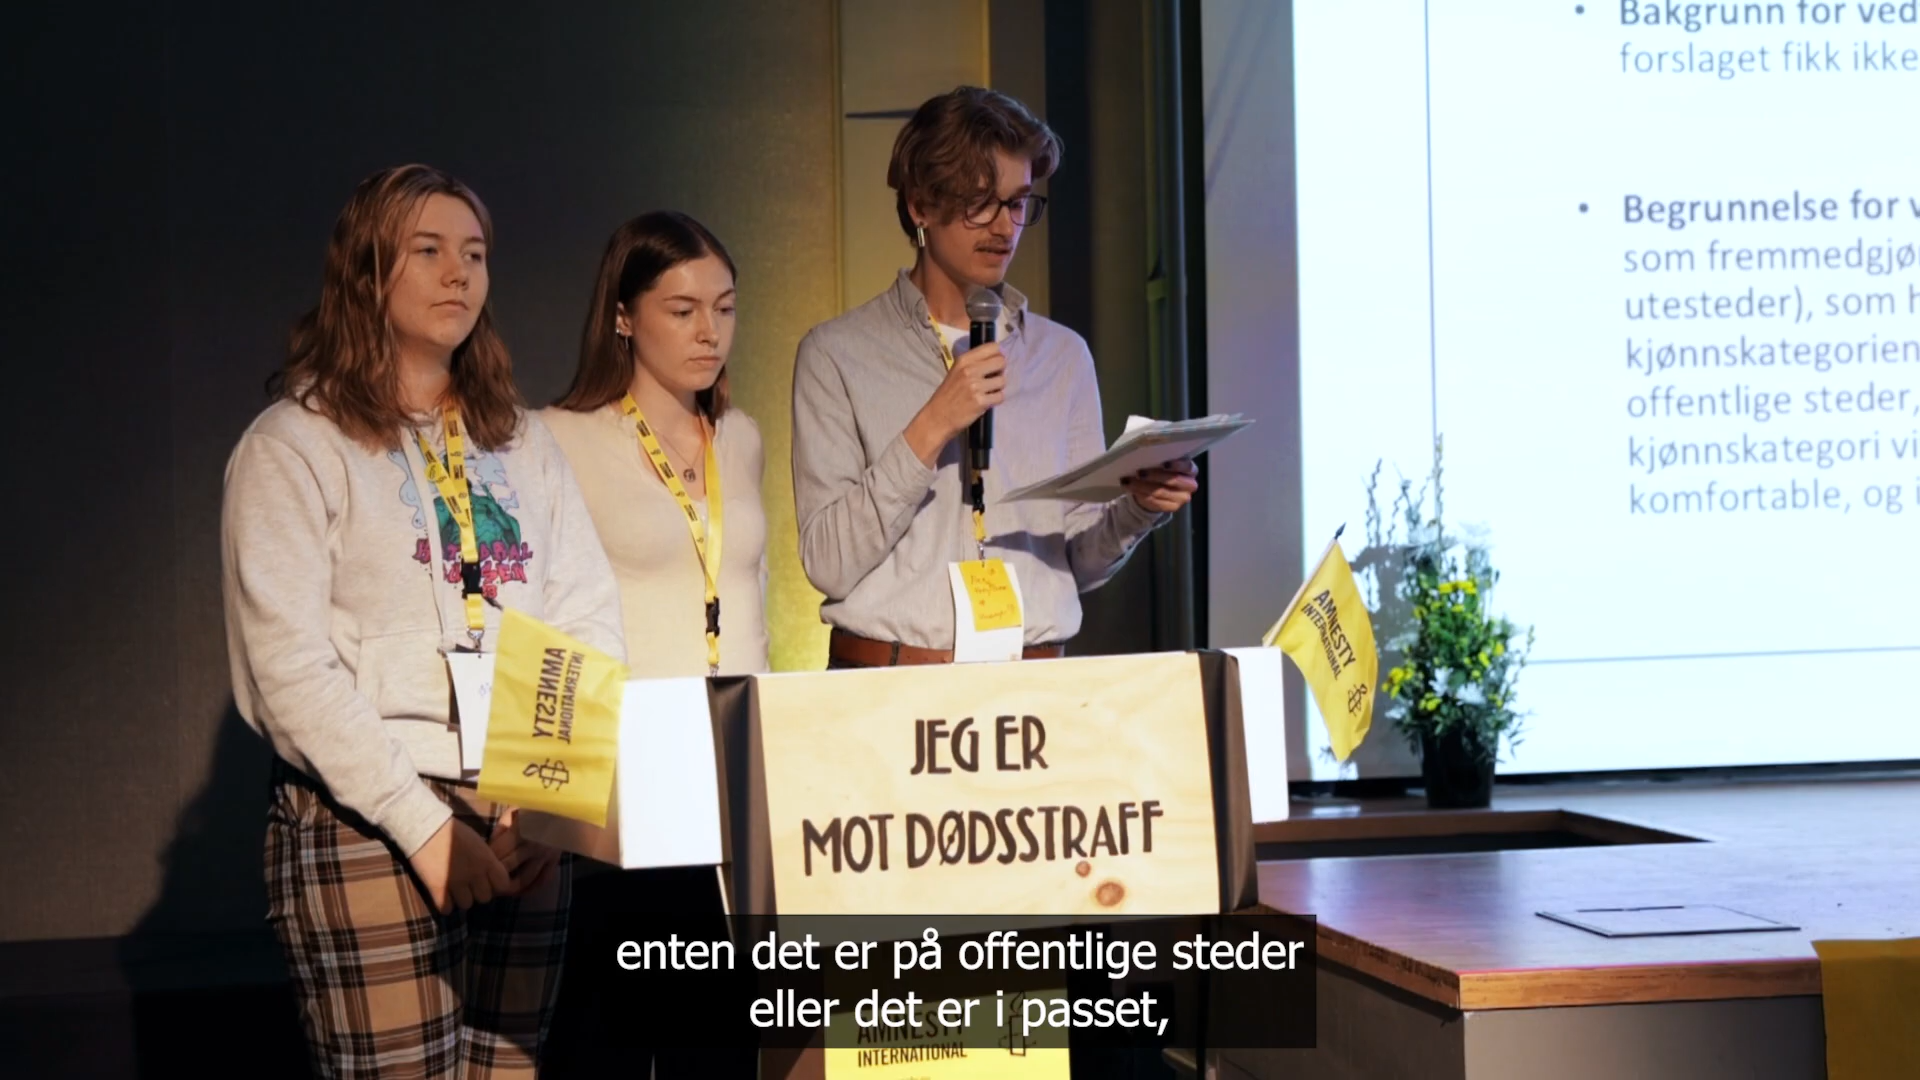 Bakgrunn for ved
forslaget fikk ikke
Begrunnelse for v
som fremmedgjø
utesteder), som h
kjønnskategorien
offentlige steder,
kjønnskategori vi
komfortable, og i
AMNESTY
INTERNATIONAL
AMNESTY
INTERNATIONAL
JEG ER
MOT DØDSSTRAFF
enten det er på offentlige steder
eller det er i passet,
AMNESTY
INTERNATIONAL